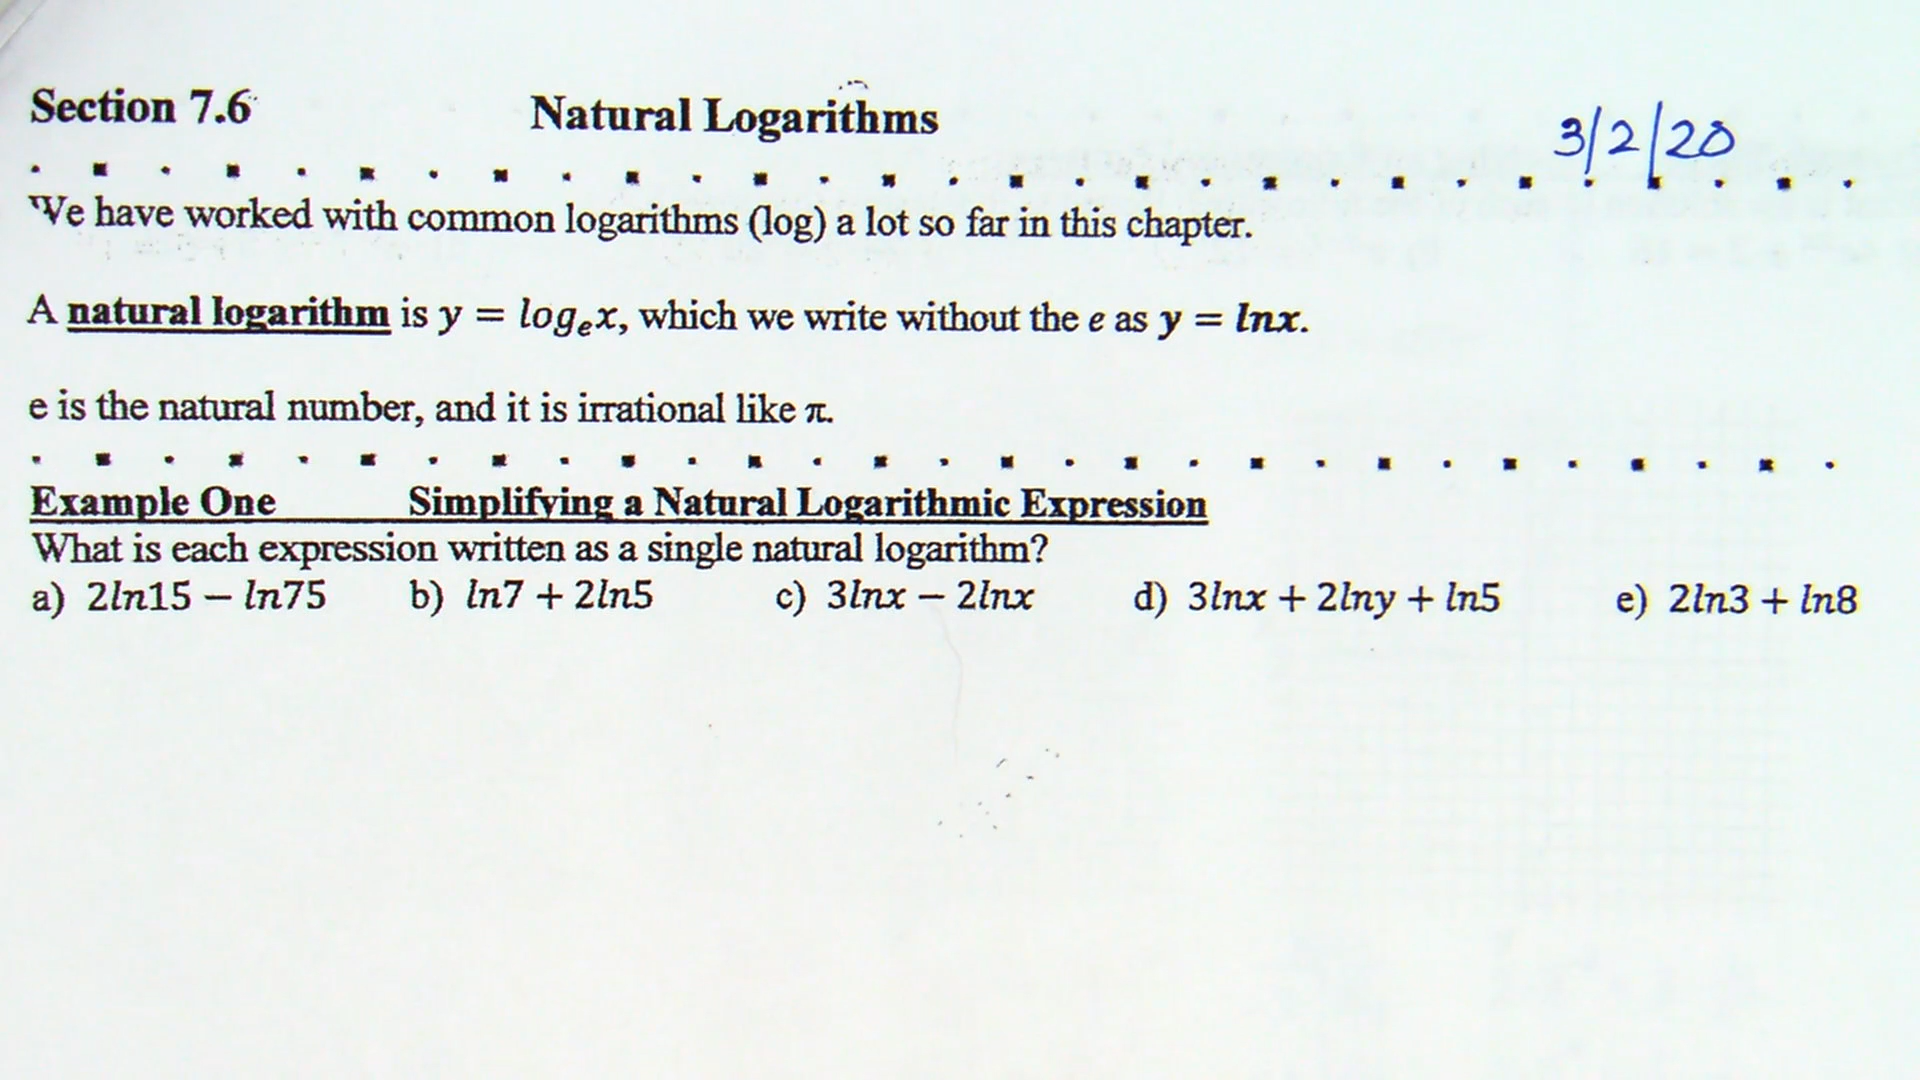 Section 7.6 Natural Logarithms 3/2/20
We have worked with common logarithms (log) a lot so far in this chapter.
A natural logarithm is y = logₑx, which we write without the e as y = lnx.
e is the natural number, and it is irrational like π.
Example One Simplifying a Natural Logarithmic Expression
What is each expression written as a single natural logarithm?
a) 2ln15 − ln75 b) ln7 + 2ln5 c) 3lnx − 2lnx d) 3lnx + 2lny + ln5 e) 2ln3 + ln8